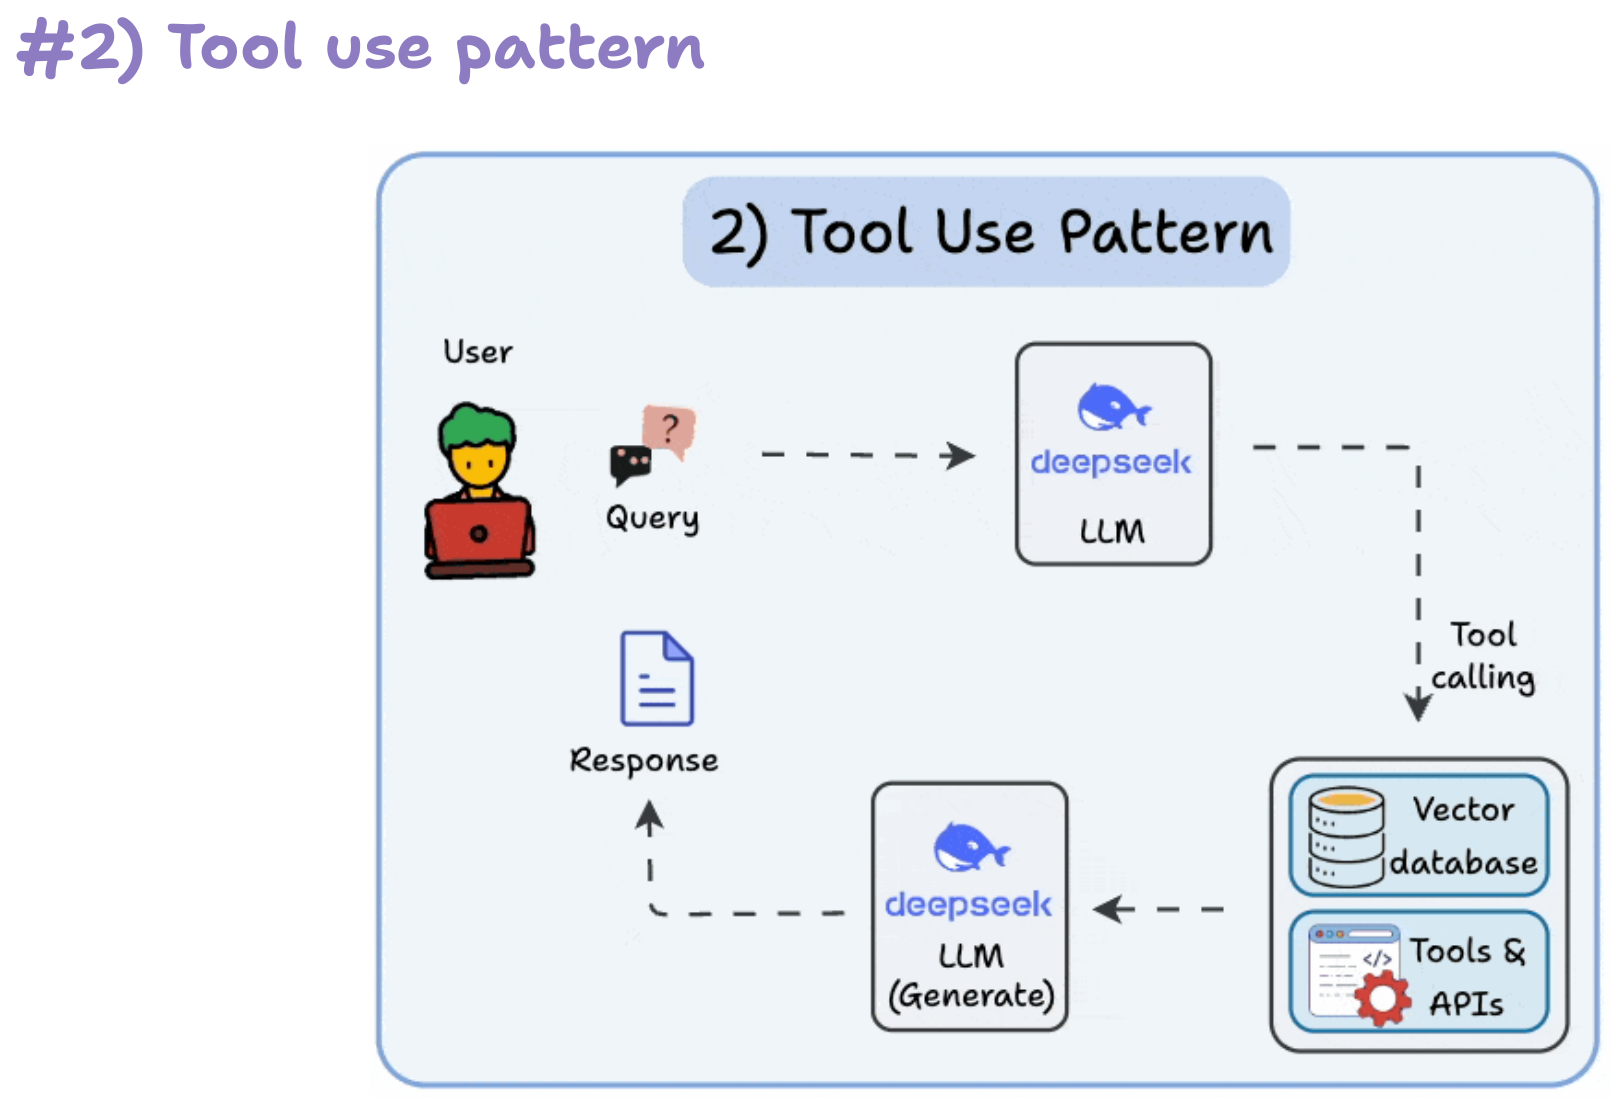 #2) Tool use pattern
2) Tool Use Pattern
User
?
Query
deepseek
LLM
Tool
calling
Response
Vector
database
</>
Tools &
APIs
deepseek
LLM
(Generate)